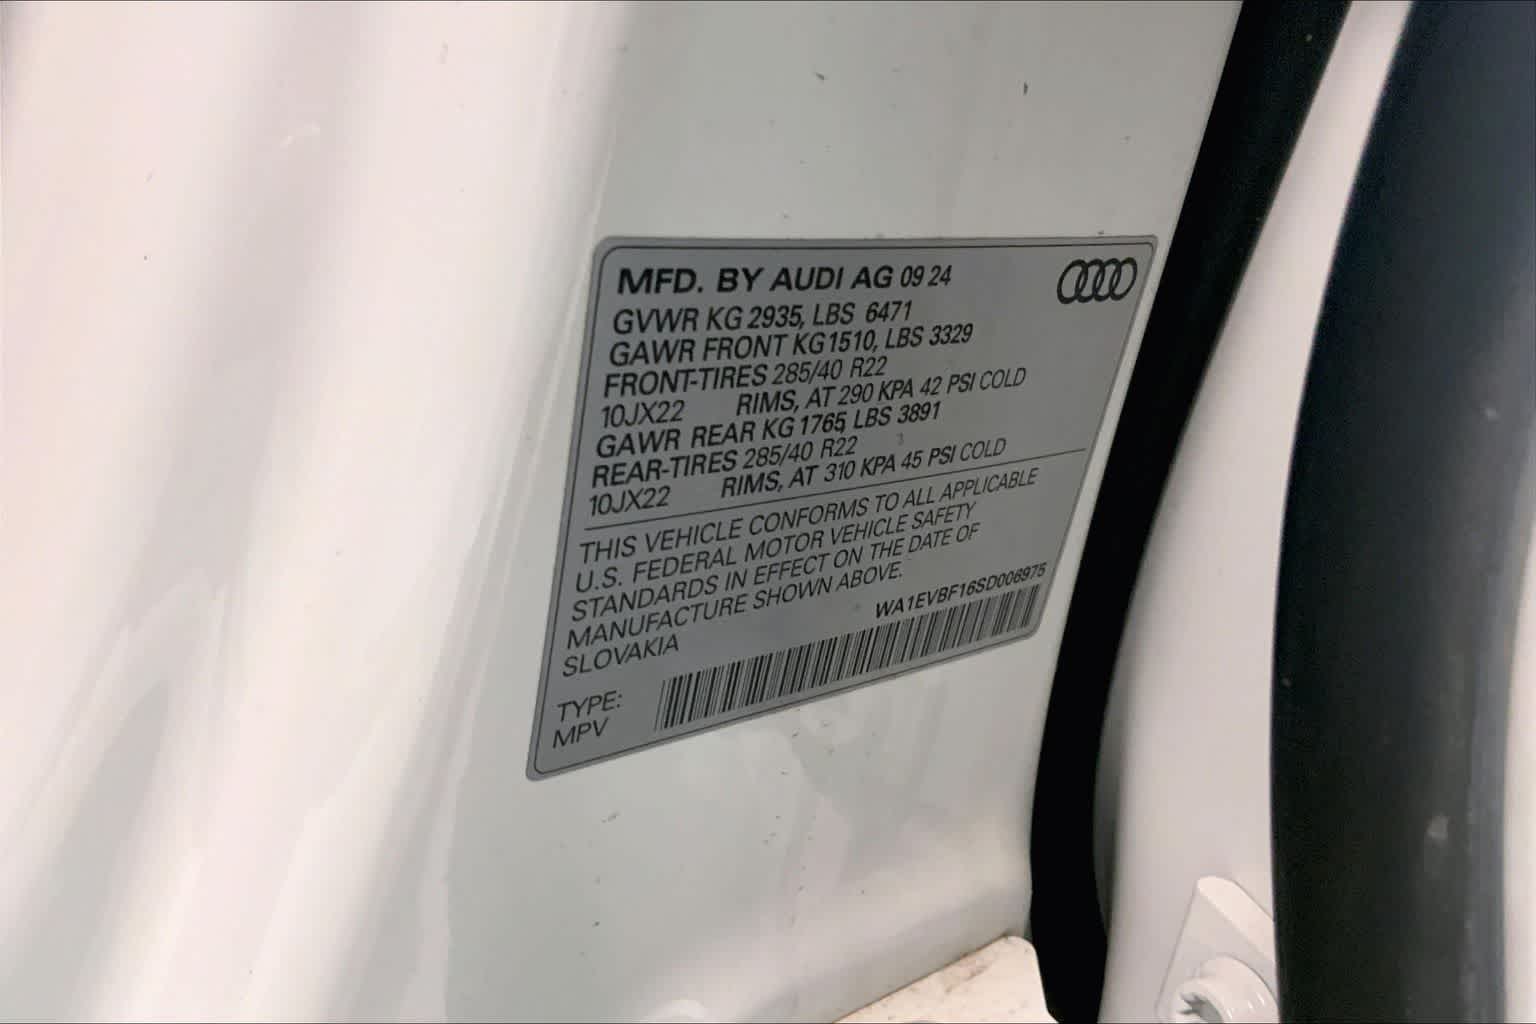 MFD. BY AUDI AG 09 24
GVWR KG 2935, LBS 6471
GAWR FRONT KG1510, LBS 3329
FRONT-TIRES 285/40 R22
10JX22 RIMS, AT 290 KPA 42 PSI COLD
GAWR REAR KG 1765, LBS 3891
REAR-TIRES 285/40 R22
10JX22 RIMS, AT 310 KPA 45 PSI COLD
THIS VEHICLE CONFORMS TO ALL APPLICABLE
U.S. FEDERAL MOTOR VEHICLE SAFETY
STANDARDS IN EFFECT ON THE DATE OF
MANUFACTURE SHOWN ABOVE.
SLOVAKIA
WA1EVBF16SD006975
TYPE:
MPV